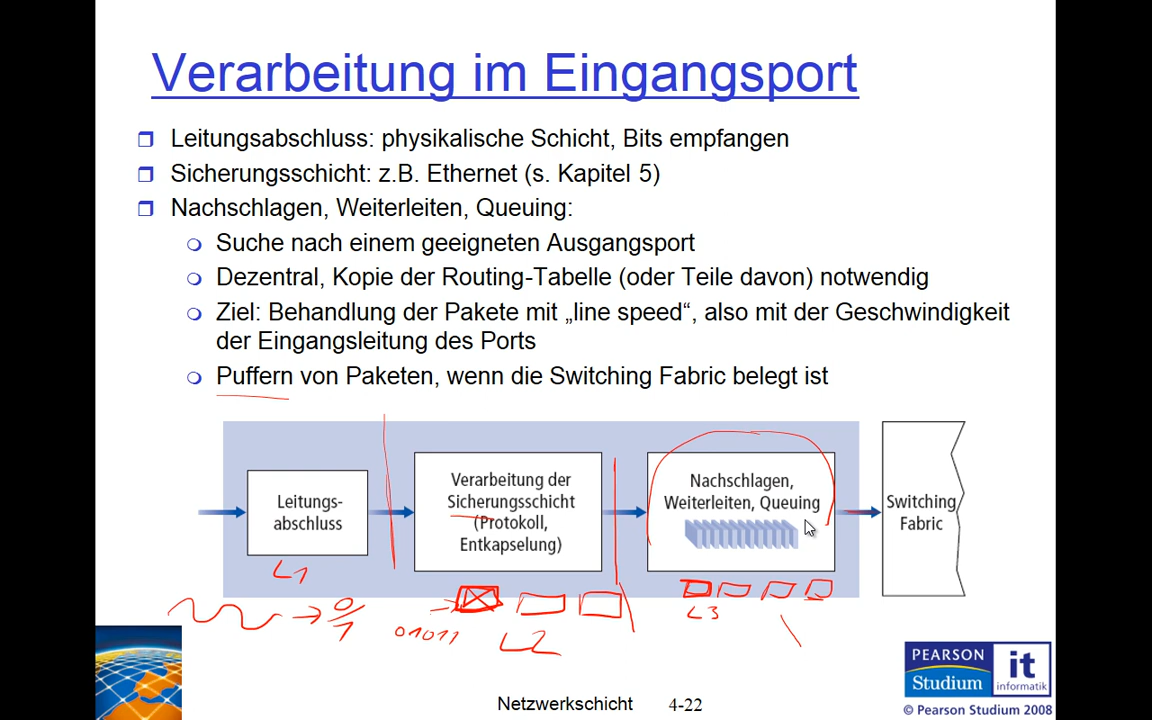 Verarbeitung im Eingangsport
Leitungsabschluss: physikalische Schicht, Bits empfangen
Sicherungsschicht: z.B. Ethernet (s. Kapitel 5)
Nachschlagen, Weiterleiten, Queuing:
Suche nach einem geeigneten Ausgangsport
Dezentral, Kopie der Routing-Tabelle (oder Teile davon) notwendig
Ziel: Behandlung der Pakete mit „line speed“, also mit der Geschwindigkeit
der Eingangsleitung des Ports
Puffern von Paketen, wenn die Switching Fabric belegt ist
Leitungs-
abschluss
Verarbeitung der
Sicherungsschicht
(Protokoll,
Entkapselung)
Nachschlagen,
Weiterleiten, Queuing
Switching
Fabric
L1
0/1
01011
L2
L3
Netzwerkschicht 4-22
PEARSON
Studium
it
informatik
© Pearson Studium 2008